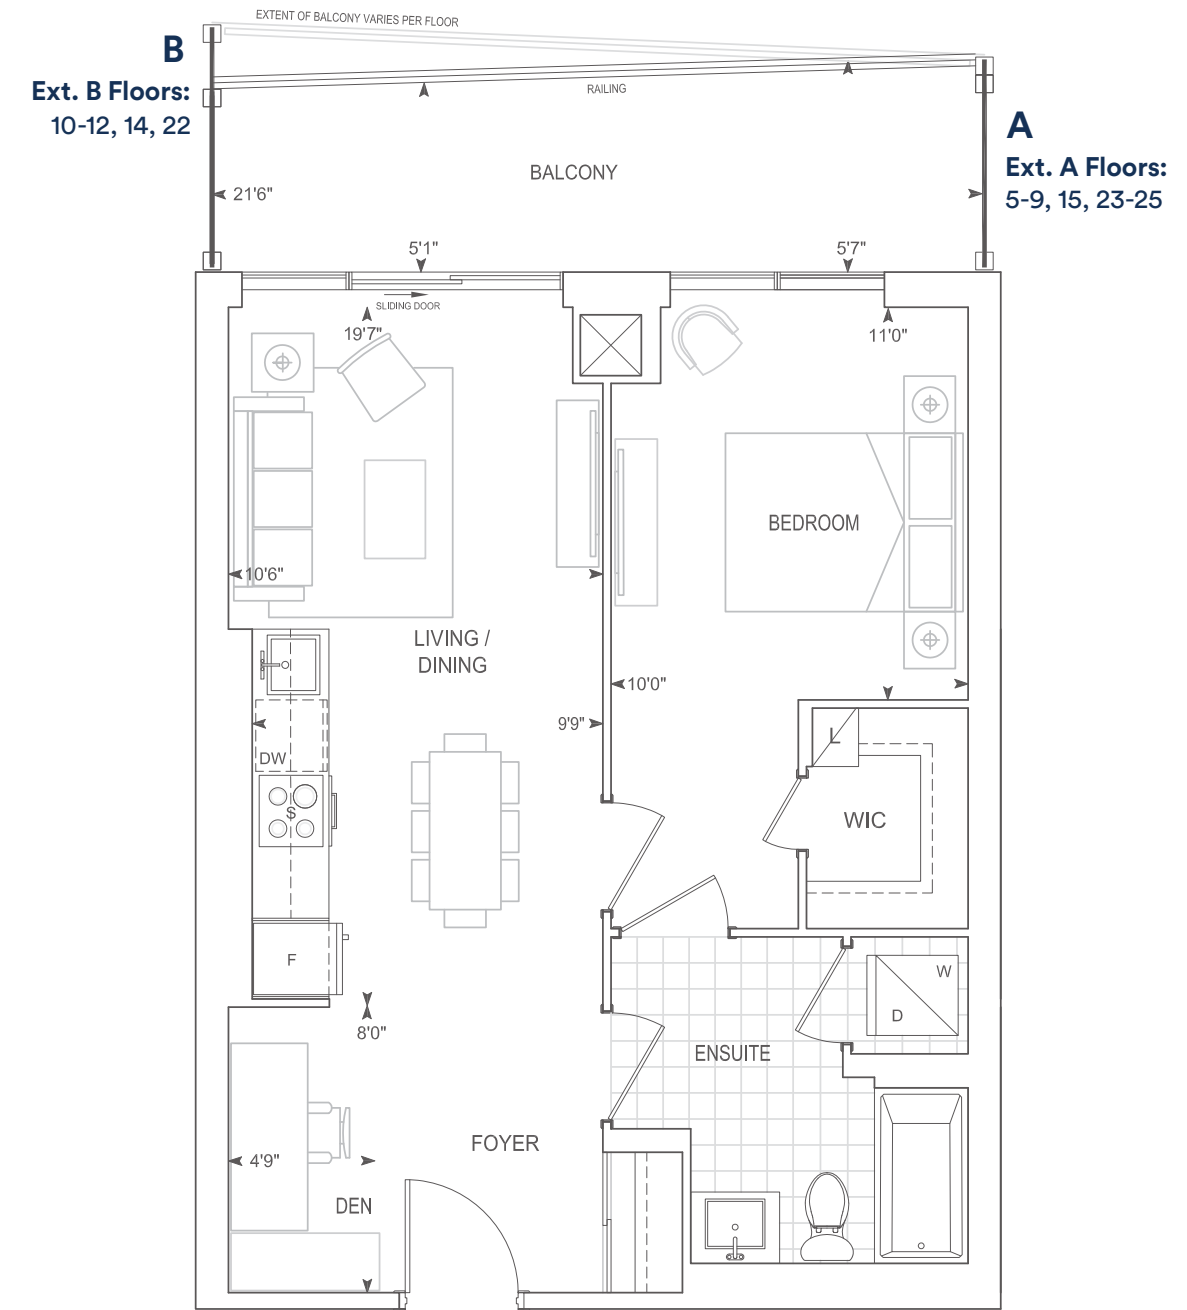 EXTENT OF BALCONY VARIES PER FLOOR
B
Ext. B Floors:
10-12, 14, 22
RAILING
A
Ext. A Floors:
5-9, 15, 23-25
BALCONY
21'6"
5'1"
5'7"
SLIDING DOOR
19'7"
11'0"
BEDROOM
10'6"
LIVING /
DINING
10'0"
9'9"
DW
L
S
WIC
F
W
D
8'0"
ENSUITE
FOYER
4'9"
DEN